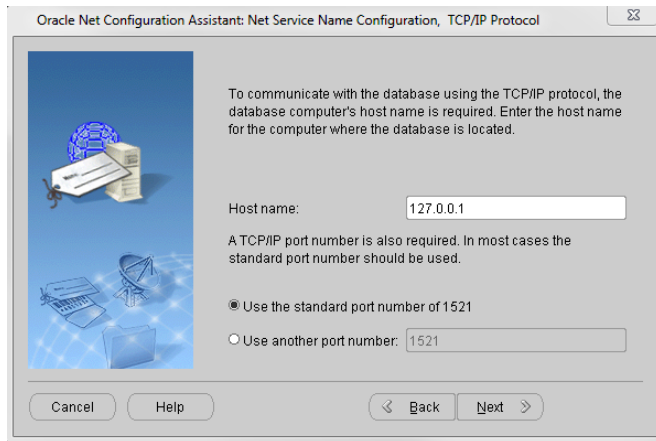 Oracle Net Configuration Assistant: Net Service Name Configuration, TCP/IP Protocol
To communicate with the database using the TCP/IP protocol, the
database computer's host name is required. Enter the host name
for the computer where the database is located.
Host name: 127.0.0.1
A TCP/IP port number is also required. In most cases the
standard port number should be used.
Use the standard port number of 1521
Use another port number: 1521
Cancel Help Back Next